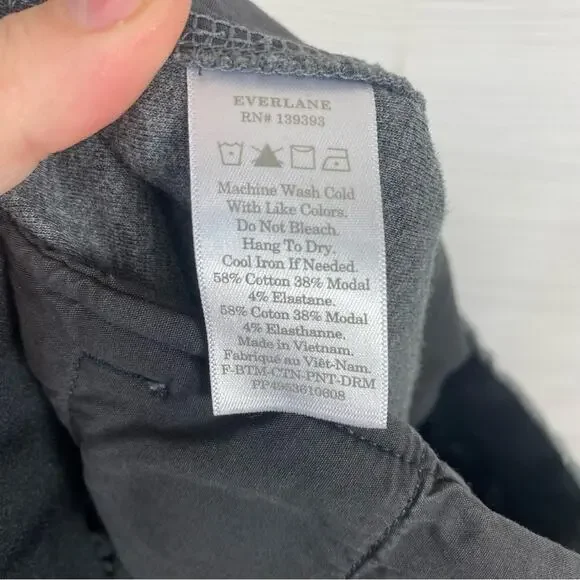 EVERLANE
RN# 139393
Machine Wash Cold
With Like Colors.
Do Not Bleach.
Hang To Dry.
Cool Iron If Needed.
58% Cotton 38% Modal
4% Elastane.
58% Coton 38% Modal
4% Elasthanne.
Made in Vietnam.
Fabriqué au Viêt-Nam.
F-BTM-CTN-PNT-DRM
PP4963610608